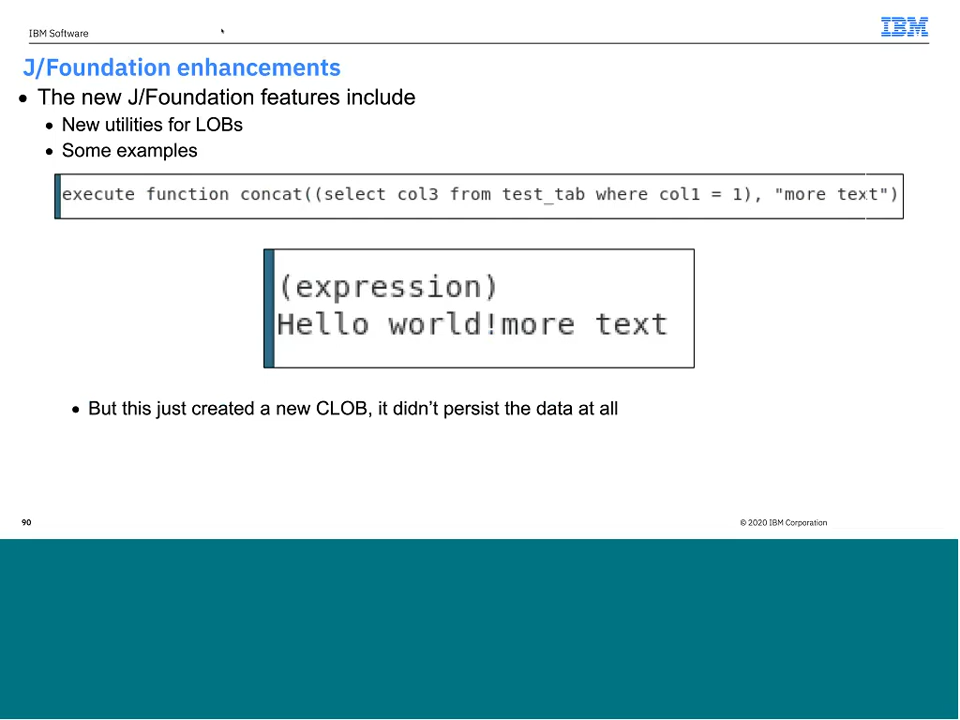 IBM Software
IBM
J/Foundation enhancements
• The new J/Foundation features include
• New utilities for LOBs
• Some examples
execute function concat((select col3 from test_tab where col1 = 1), "more text")
(expression)
Hello world!more text
• But this just created a new CLOB, it didn’t persist the data at all
90
© 2020 IBM Corporation